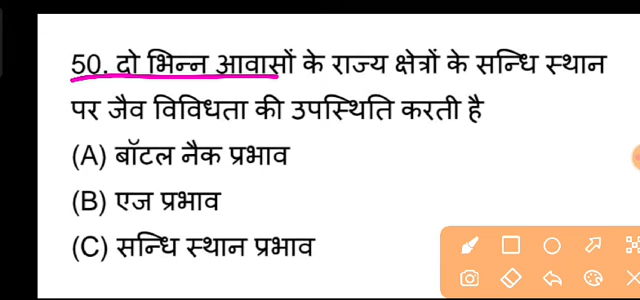 50. दो भिन्न आवासों के राज्य क्षेत्रों के सन्धि स्थान
पर जैव विविधता की उपस्थिति करती है
(A) बॉटल नैक प्रभाव
(B) एज प्रभाव
(C) सन्धि स्थान प्रभाव